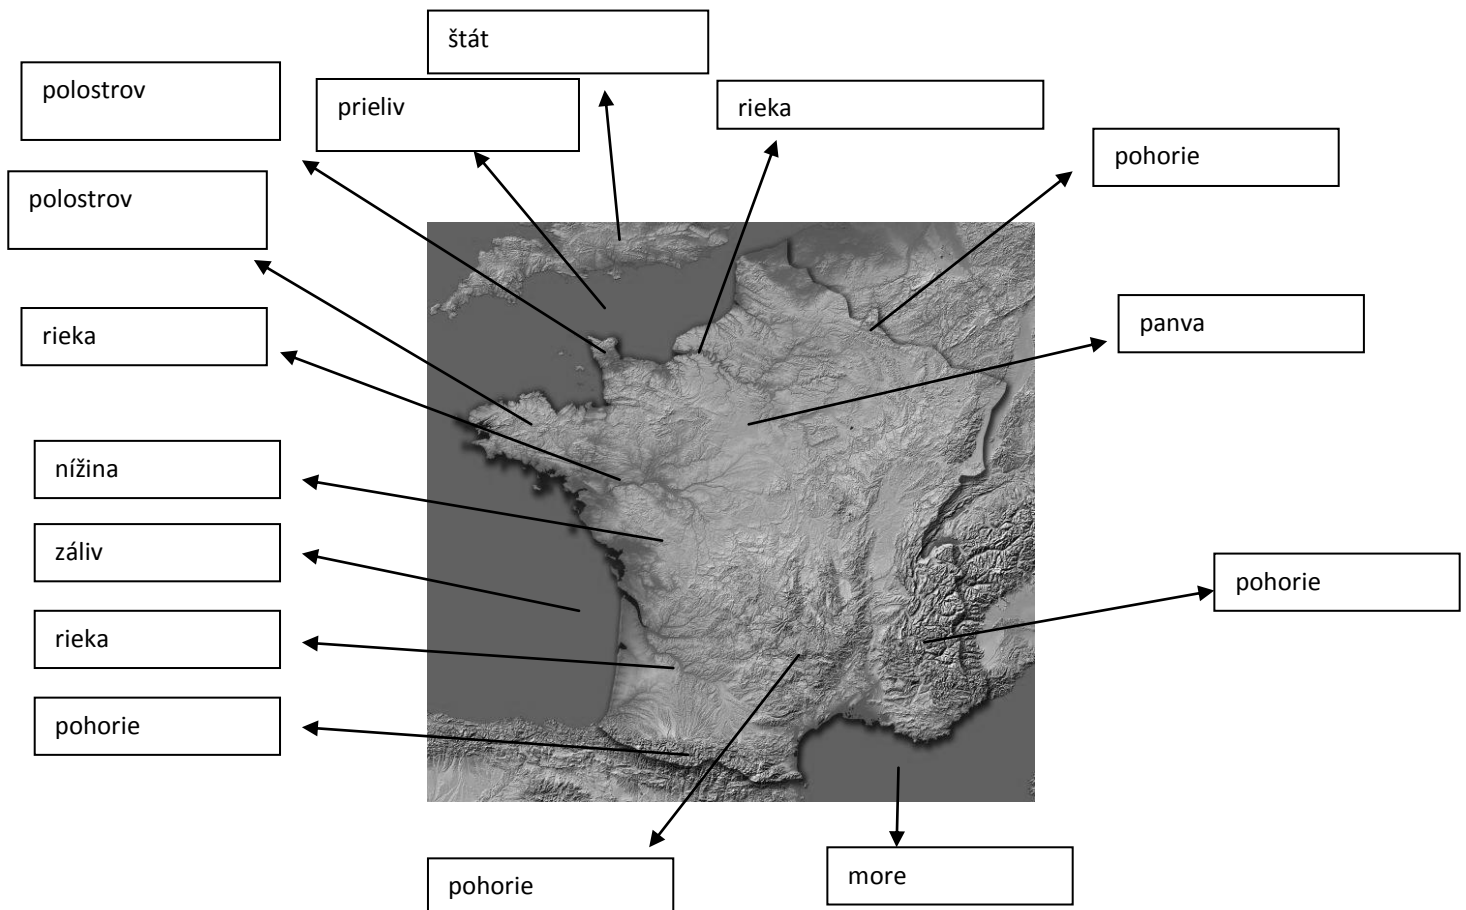 štát
polostrov
prieliv
rieka
pohorie
polostrov
rieka
panva
nížina
záliv
pohorie
rieka
pohorie
pohorie
more